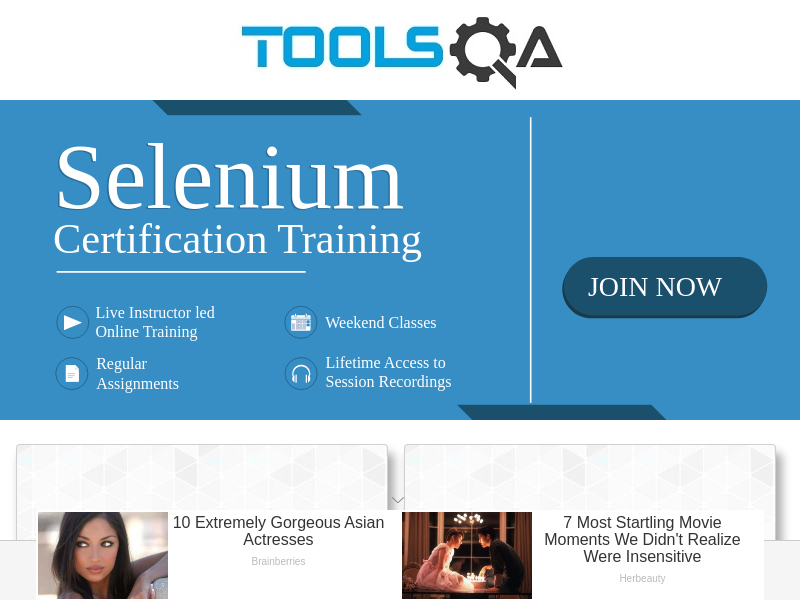 TOOLSQA
Selenium
Certification Training
JOIN NOW
Live Instructor led
Online Training
Weekend Classes
Regular
Assignments
Lifetime Access to
Session Recordings
10 Extremely Gorgeous Asian
Actresses
Brainberries
7 Most Startling Movie
Moments We Didn't Realize
Were Insensitive
Herbeauty